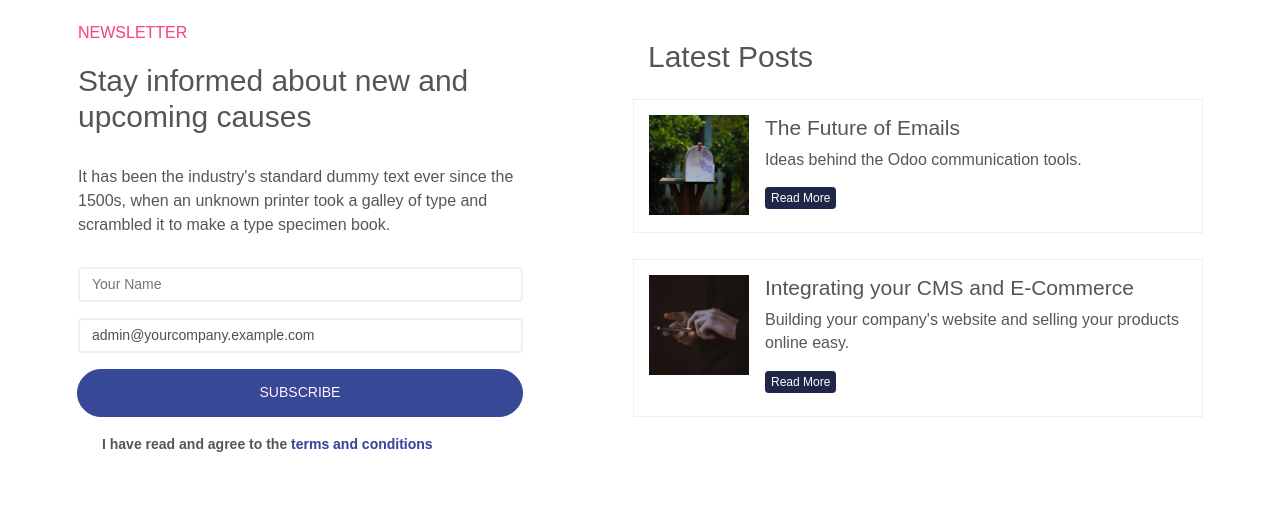 NEWSLETTER
Stay informed about new and
upcoming causes
It has been the industry's standard dummy text ever since the
1500s, when an unknown printer took a galley of type and
scrambled it to make a type specimen book.
Your Name
admin@yourcompany.example.com
SUBSCRIBE
I have read and agree to the terms and conditions
Latest Posts
The Future of Emails
Ideas behind the Odoo communication tools.
Read More
Integrating your CMS and E-Commerce
Building your company's website and selling your products
online easy.
Read More